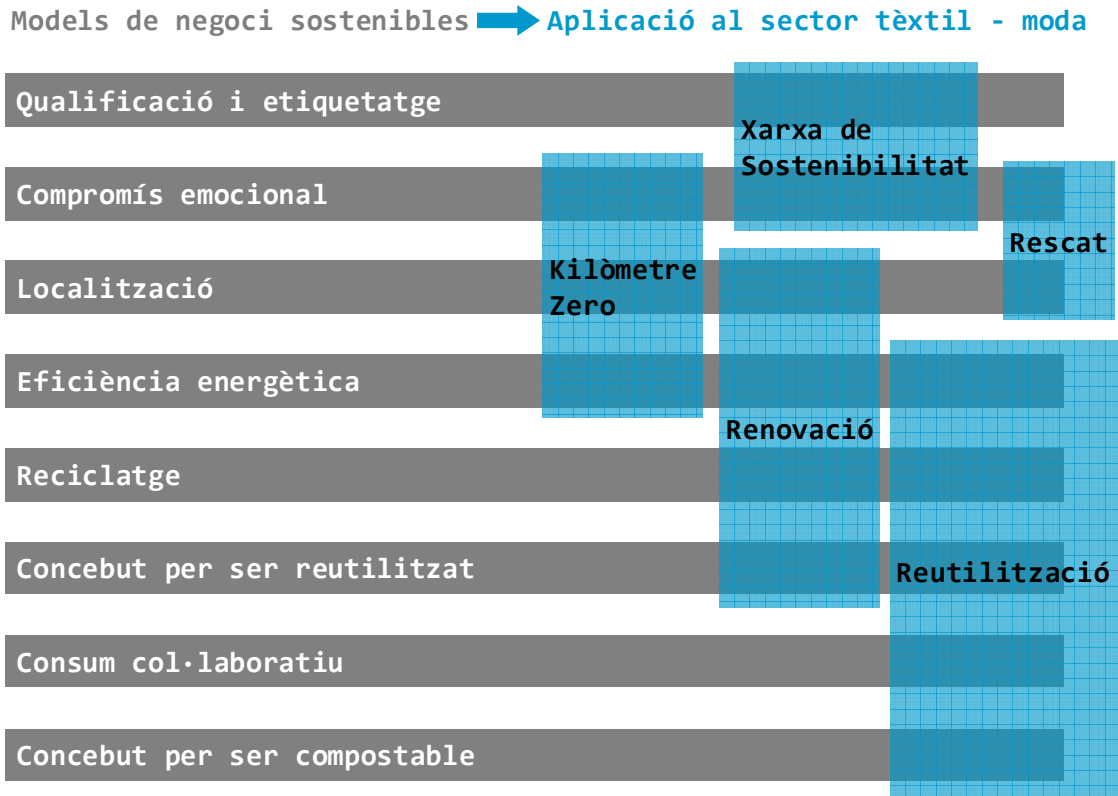 Models de negoci sostenibles Aplicació al sector tèxtil - moda
Qualificació i etiquetatge
Xarxa de
Sostenibilitat
Compromís emocional
Rescat
Kilòmetre
Zero
Localització
Eficiència energètica
Renovació
Reciclatge
Concebut per ser reutilitzat
Reutilització
Consum col·laboratiu
Concebut per ser compostable